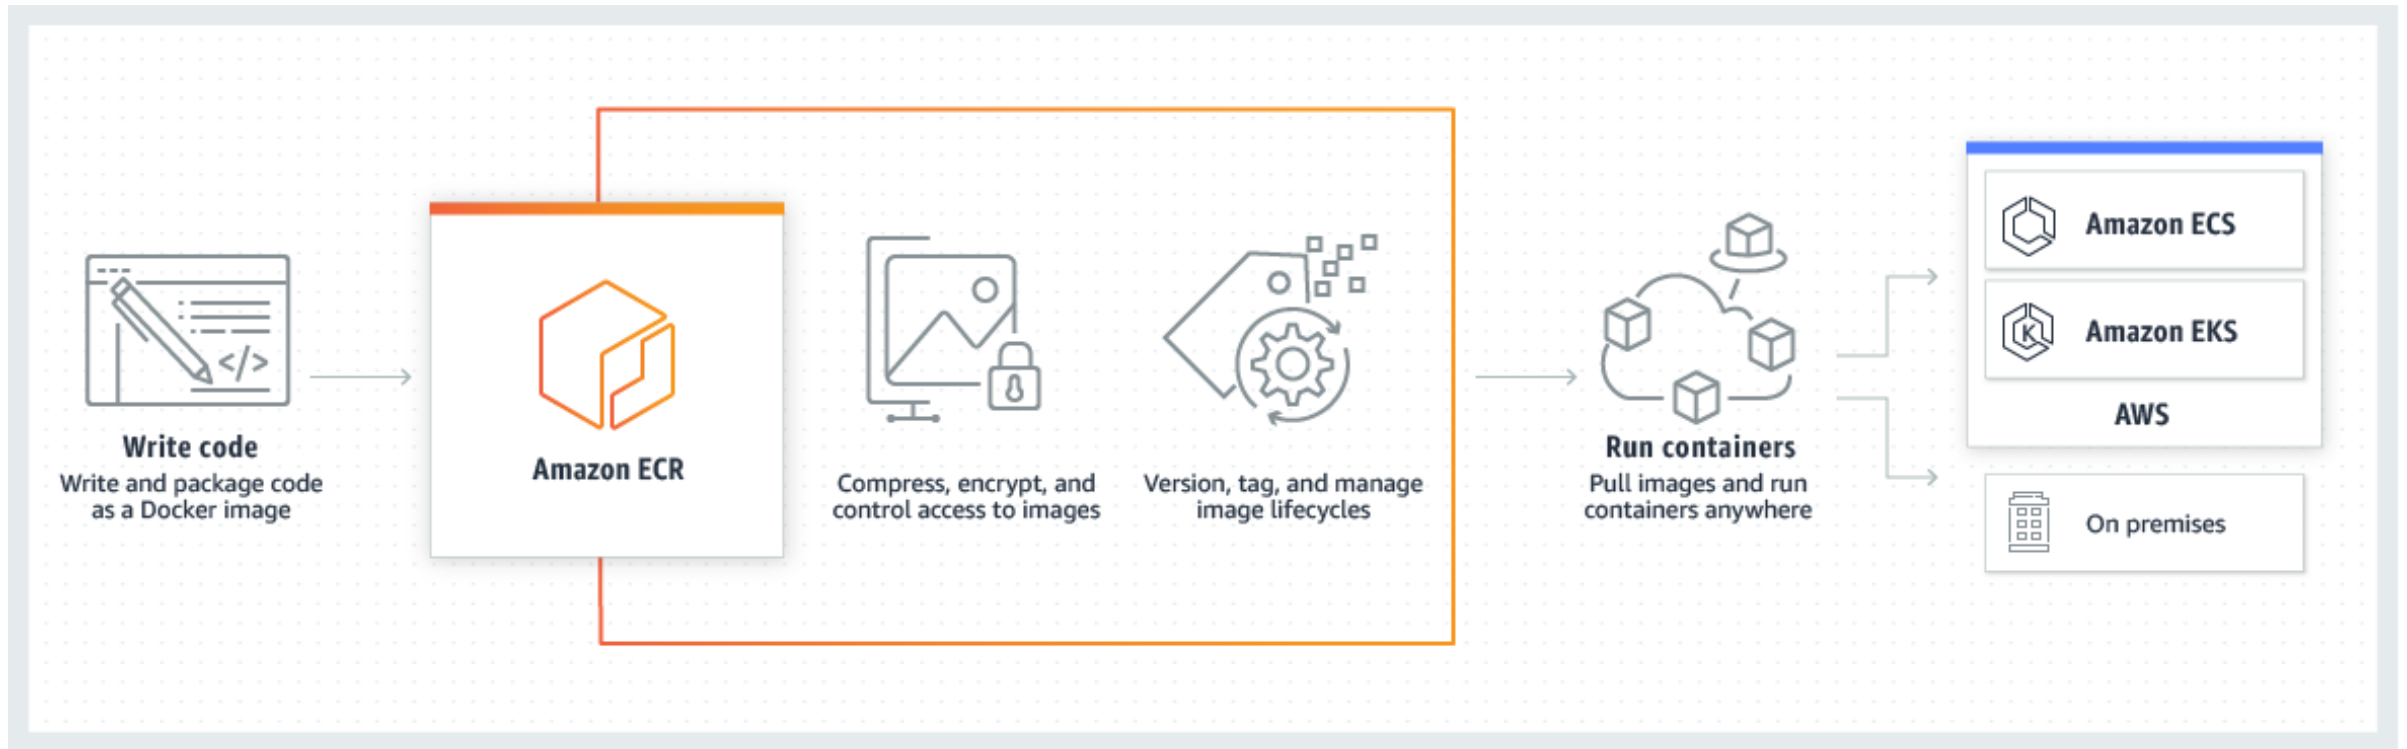 Write code
Write and package code
as a Docker image
</>
Amazon ECR
Compress, encrypt, and
control access to images
Version, tag, and manage
image lifecycles
Run containers
Pull images and run
containers anywhere
Amazon ECS
K
Amazon EKS
AWS
On premises